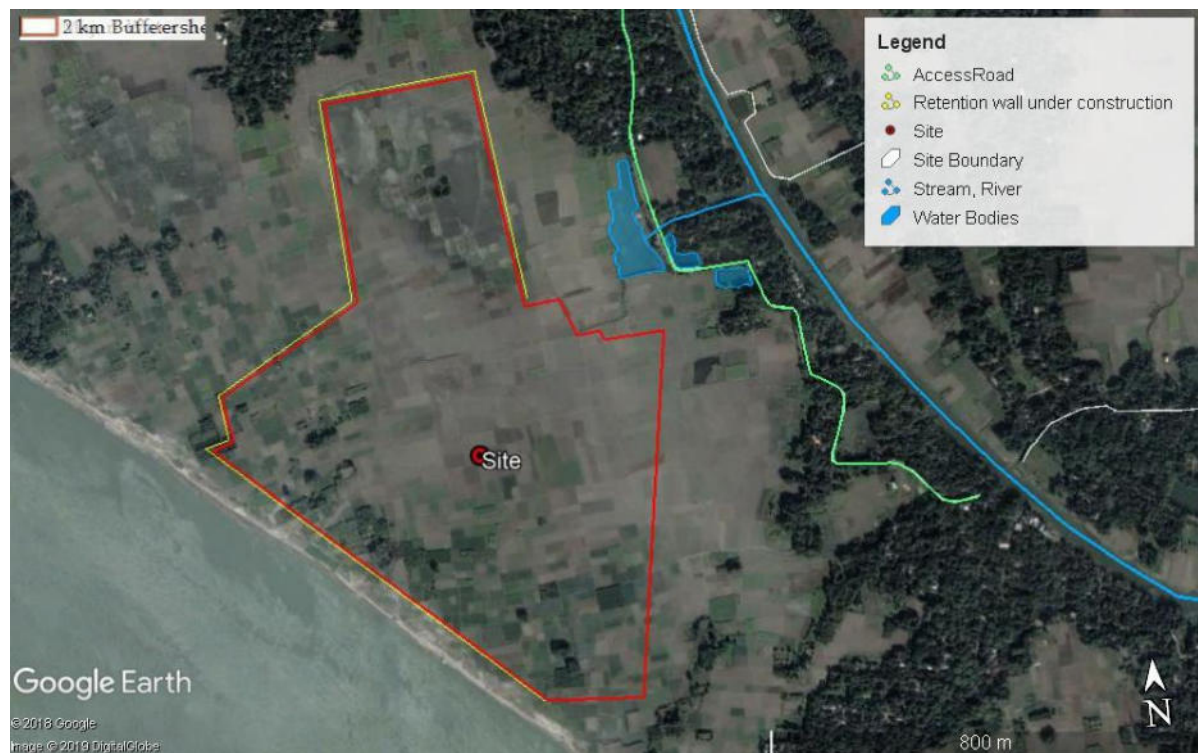 2 km Buffetershe
Legend
AccessRoad
Retention wall under construction
Site
Site Boundary
Stream, River
Water Bodies
Site
Google Earth
© 2018 Google
Image © 2019 DigitalGlobe
N
800 m